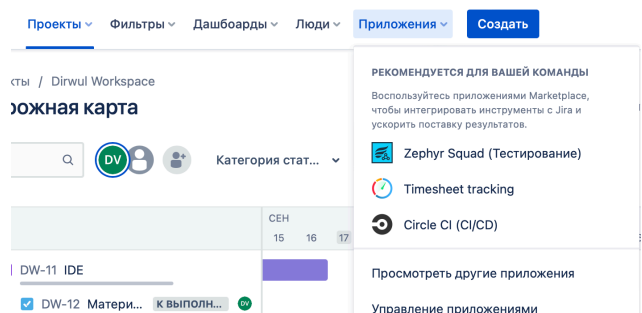 Проекты Фильтры Дашбоарды Люди Приложения Создать
кты / Dirwul Workspace
рожная карта
DV Категория стат...
РЕКОМЕНДУЕТСЯ ДЛЯ ВАШЕЙ КОМАНДЫ
Воспользуйтесь приложениями Marketplace,
чтобы интегрировать инструменты с Jira и
ускорить поставку результатов.
Zephyr Squad (Тестирование)
Timesheet tracking
Circle CI (CI/CD)
Просмотреть другие приложения
Управление приложениями
СЕН
15 16 17
DW-11 IDE
DW-12 Матери... К ВЫПОЛН... DV